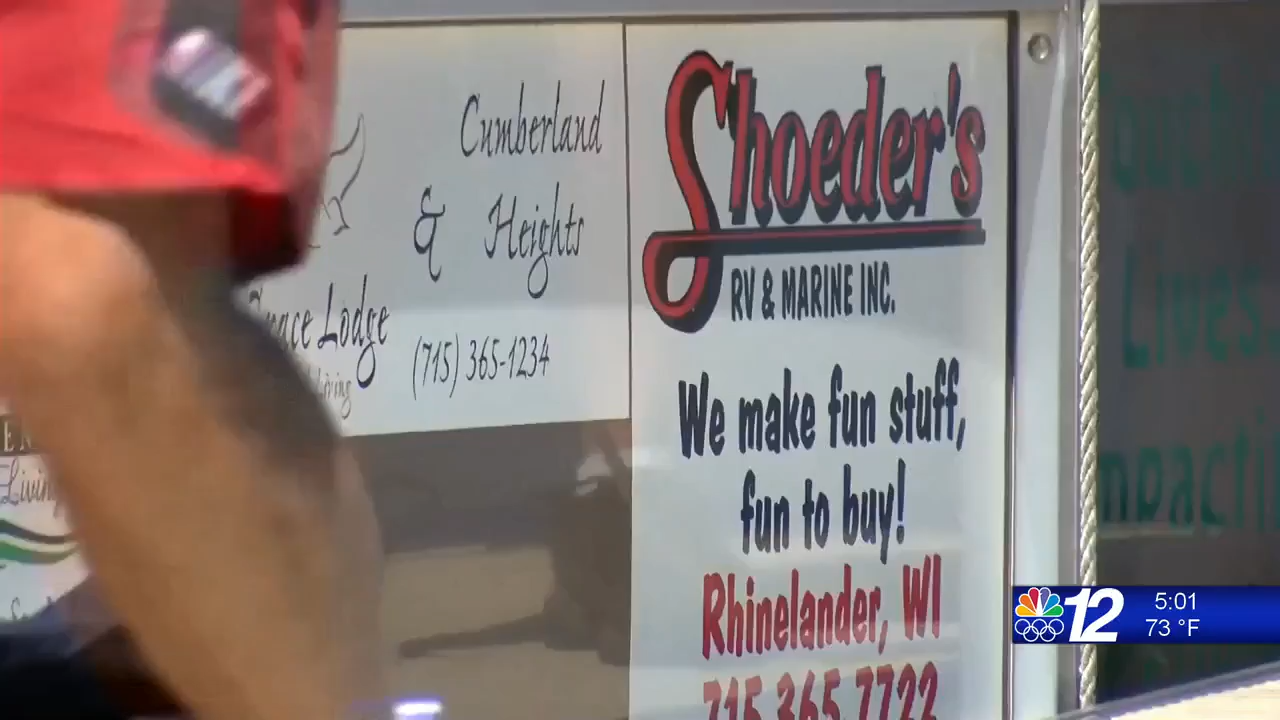 Cumberland
&
Heights
Lodge
(715) 365-1234
Living
Shoeder's
RV & MARINE INC.
We make fun stuff,
fun to buy!
Rhinelander, WI
715.365.7722
Lives
12
5:01
73 °F